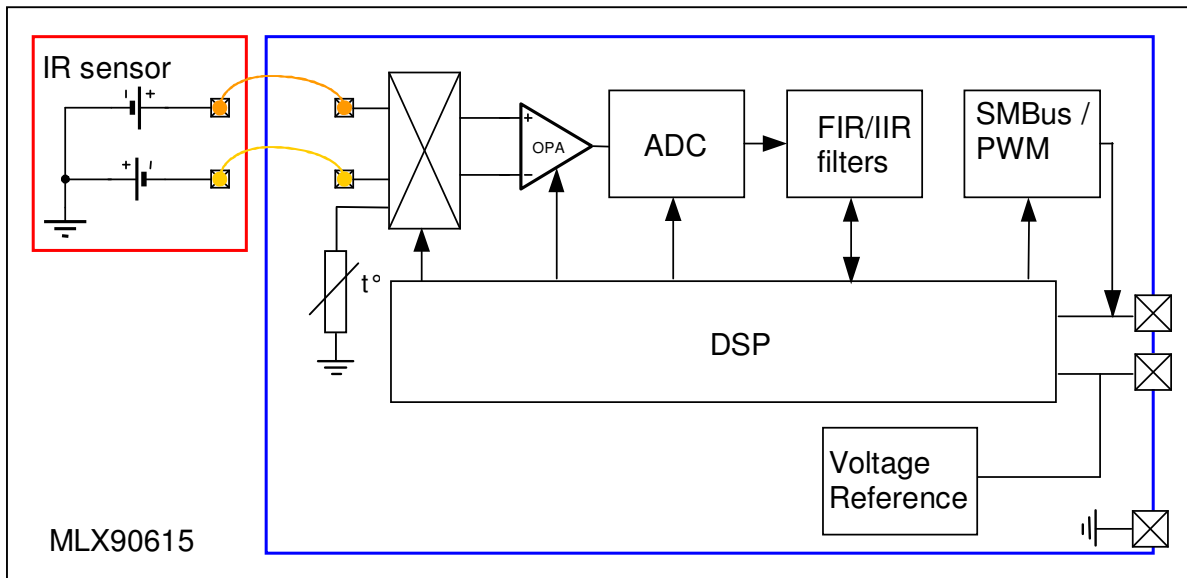 IR sensor
+
+
+
OPA
−
ADC
FIR/IIR
filters
SMBus /
PWM
t°
DSP
Voltage
Reference
MLX90615